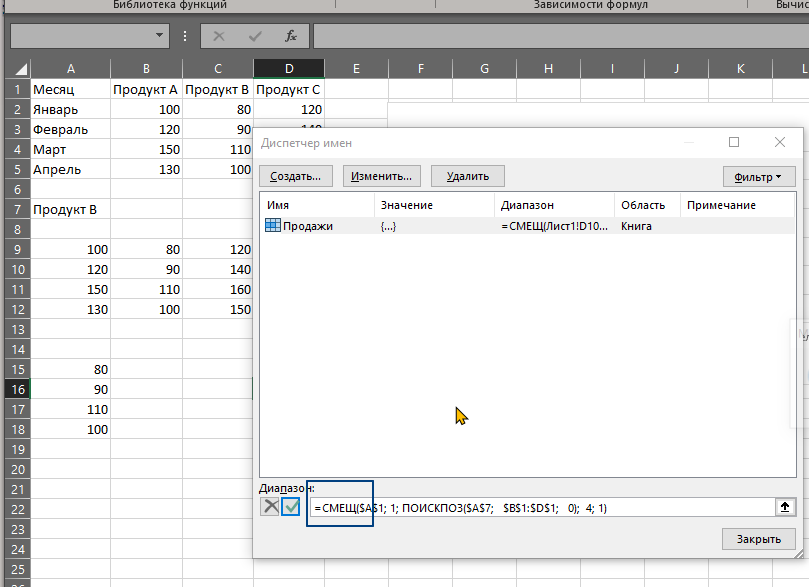 Библиотека функций Зависимости формул
fx
A B C D E F G H I J K L
1 Месяц Продукт A Продукт B Продукт C
2 Январь 100 80 120
3 Февраль 120 90
4 Март 150 110
5 Апрель 130 100
6
7 Продукт B
8
9 100 80 120
10 120 90 140
11 150 110 160
12 130 100 150
13
14
15 80
16 90
17 110
18 100
19
20
21
22
23
24
25
Диспетчер имен
Создать... Изменить... Удалить Фильтр
Имя Значение Диапазон Область Примечание
Продажи {...} =СМЕЩ(Лист1!D10... Книга
Диапазон:
=СМЕЩ($A$1; 1; ПОИСКПОЗ($A$7; $B$1:$D$1; 0); 4; 1)
Закрыть